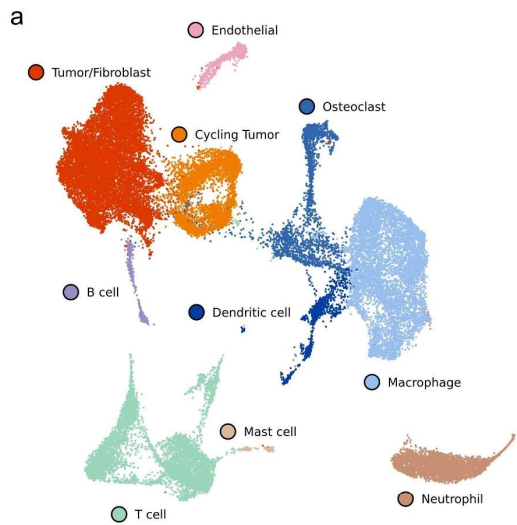 a
Endothelial
Tumor/Fibroblast
Osteoclast
Cycling Tumor
B cell
Dendritic cell
Macrophage
Mast cell
Neutrophil
T cell